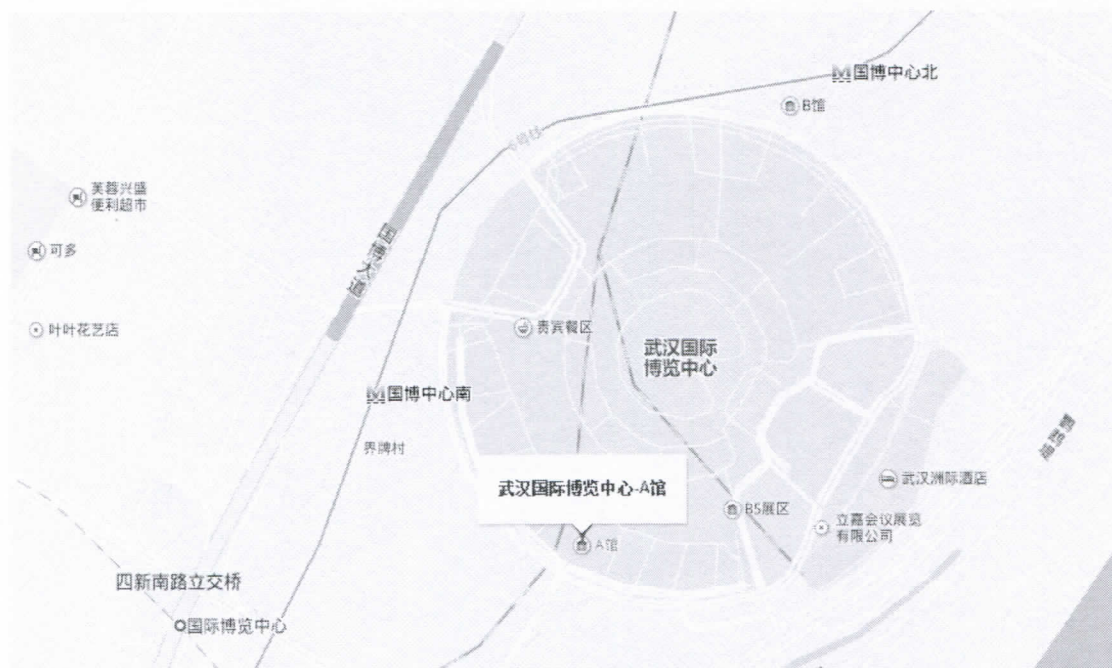 国博中心北
B馆
6号线
芙蓉兴盛
便利超市
国博大道
可多
叶叶花艺店
贵宾餐区
武汉国际
博览中心
国博中心南
界牌村
鹦鹉堤
武汉洲际酒店
武汉国际博览中心-A馆
B5展区
立嘉会议展览
有限公司
A馆
四新南路立交桥
国际博览中心